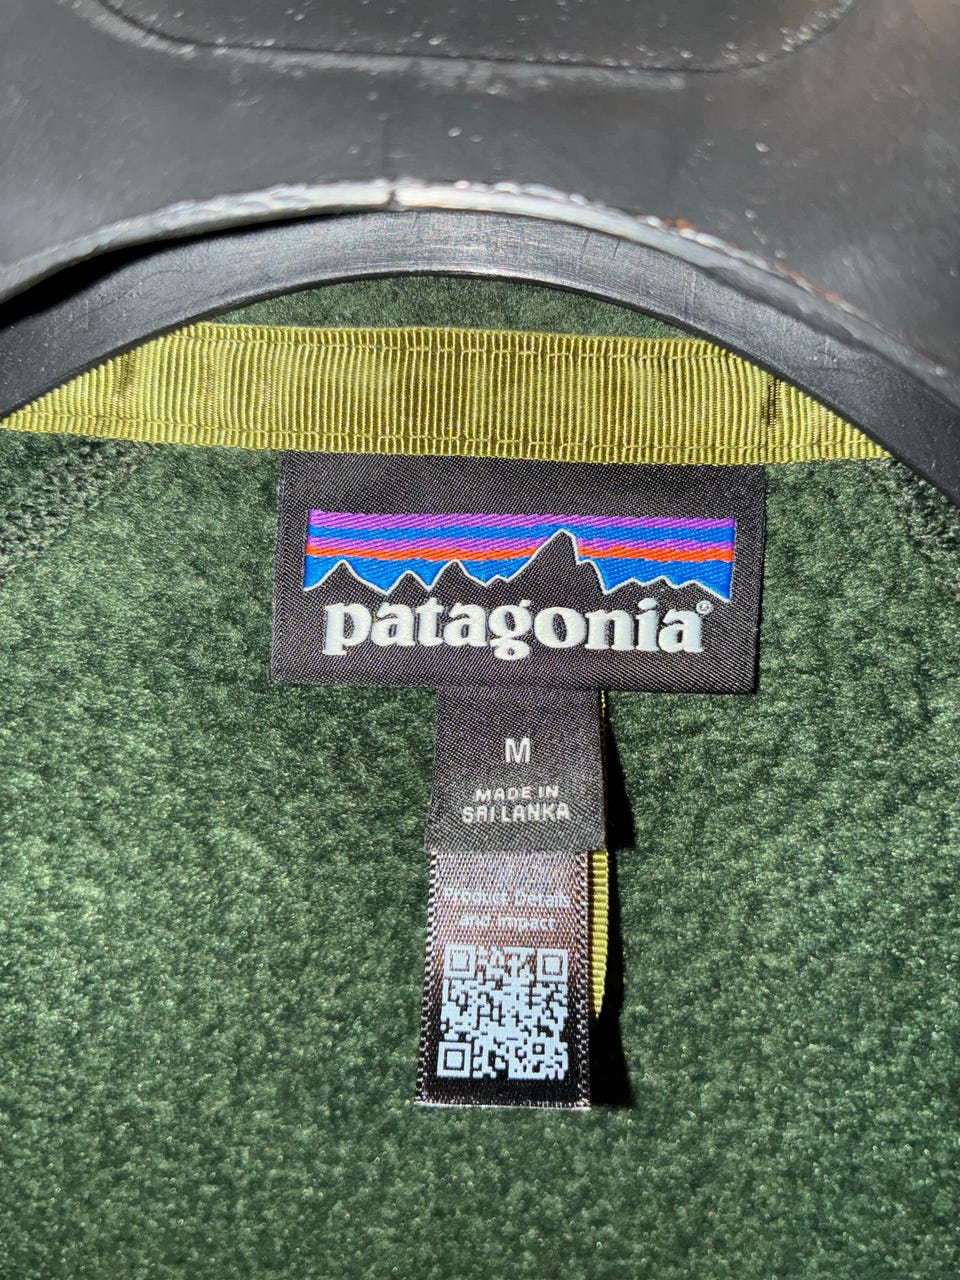 patagonia®
M
MADE IN
SRI LANKA
Product Details
and Impact